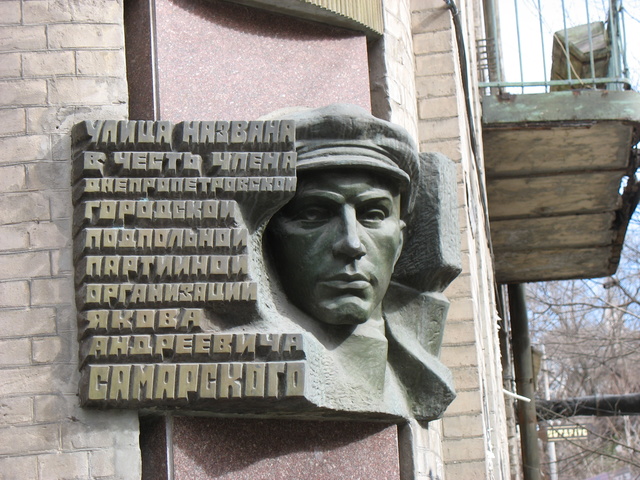 УЛИЦА НАЗВАНА
В ЧЕСТЬ ЧЛЕНА
ДНЕПРОПЕТРОВСКОЙ
ГОРОДСКОЙ
ПОДПОЛЬНОЙ
ПАРТИЙНОЙ
ОРГАНИЗАЦИИ
ЯКОВА
АНДРЕЕВИЧА
САМАРСКОГО